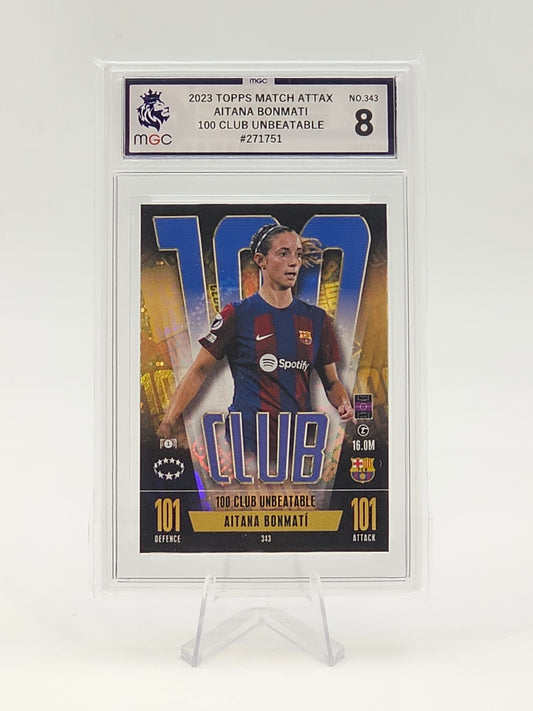 MGC
2023 TOPPS MATCH ATTAX
AITANA BONMATI
100 CLUB UNBEATABLE
#271751
NO.343
8
MGC
100
Spotify
CLUB
16.0M
100 CLUB UNBEATABLE
101
DEFENCE
AITANA BONMATÍ
343
101
ATTACK